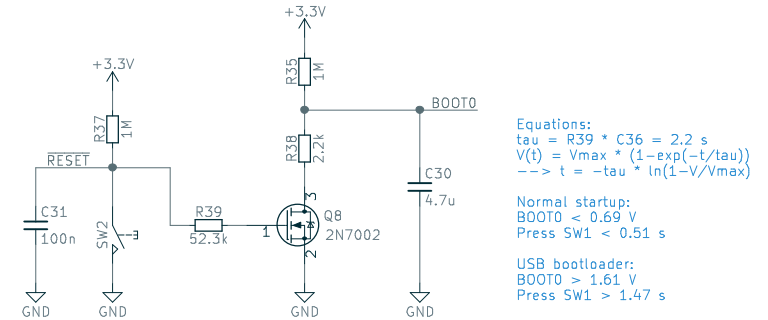 +3.3V
R35
1M
+3.3V
R37
1M
BOOT0
RESET
R38
2.2k
C30
4.7u
C31
100n
SW2
R39
52.3k
1
3
2
Q8
2N7002
GND
GND
GND
GND
Equations:
tau = R39 * C36 = 2.2 s
V(t) = Vmax * (1-exp(-t/tau))
--> t = -tau * ln(1-V/Vmax)
Normal startup:
BOOT0 < 0.69 V
Press SW1 < 0.51 s
USB bootloader:
BOOT0 > 1.61 V
Press SW1 > 1.47 s